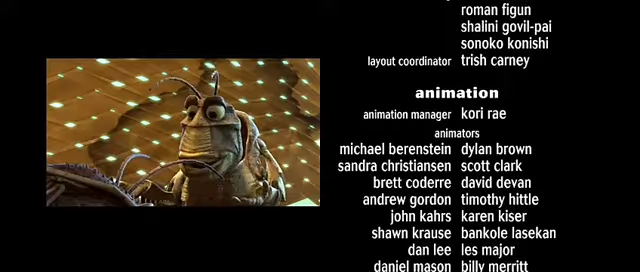 roman figun
shalini govil-pai
sonoko konishi
layout coordinator trish carney
animation
animation manager kori rae
animators
michael berenstein dylan brown
sandra christiansen scott clark
brett coderre david devan
andrew gordon timothy hittle
john kahrs karen kiser
shawn krause bankole lasekan
dan lee les major
daniel mason billy merritt